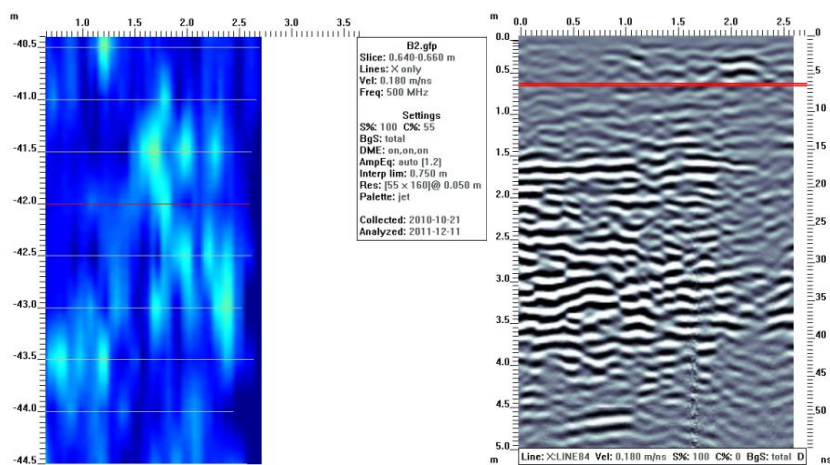 m
0.0 1.0 1.5 2.0 2.5 3.0 3.5
-40.5
-41.0
-41.5
-42.0
-42.5
-43.0
-43.5
-44.0
-44.5
B2.gfp
Slice: 0.640-0.660 m
Lines: X only
Vel: 0.180 m/ns
Freq: 500 MHz
Settings
S%: 100 C%: 55
BgS: total
DME: on,on,on
AmpEq: auto [1.2]
Interp lim: 0.750 m
Res: [55 x 160]@ 0.050 m
Palette: jet
Collected: 2010-10-21
Analyzed: 2011-12-11
m
0.0 0.5 1.0 1.5 2.0 2.5
0.0
0.5
1.0
1.5
2.0
2.5
3.0
3.5
4.0
4.5
5.0
m
0
5
10
15
20
25
30
35
40
45
50
ns
Line: X:LINE84 Vel: 0.180 m/ns S%: 100 C%: 0 BgS: total D